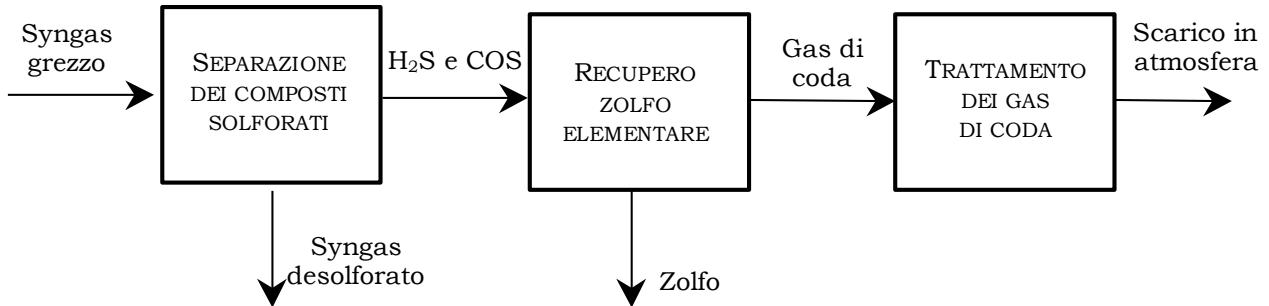 Syngas
grezzo
SEPARAZIONE
DEI COMPOSTI
SOLFORATI
H₂S e COS
RECUPERO
ZOLFO
ELEMENTARE
Gas di
coda
TRATTAMENTO
DEI GAS
DI CODA
Scarico in
atmosfera
Syngas
desolforato
Zolfo